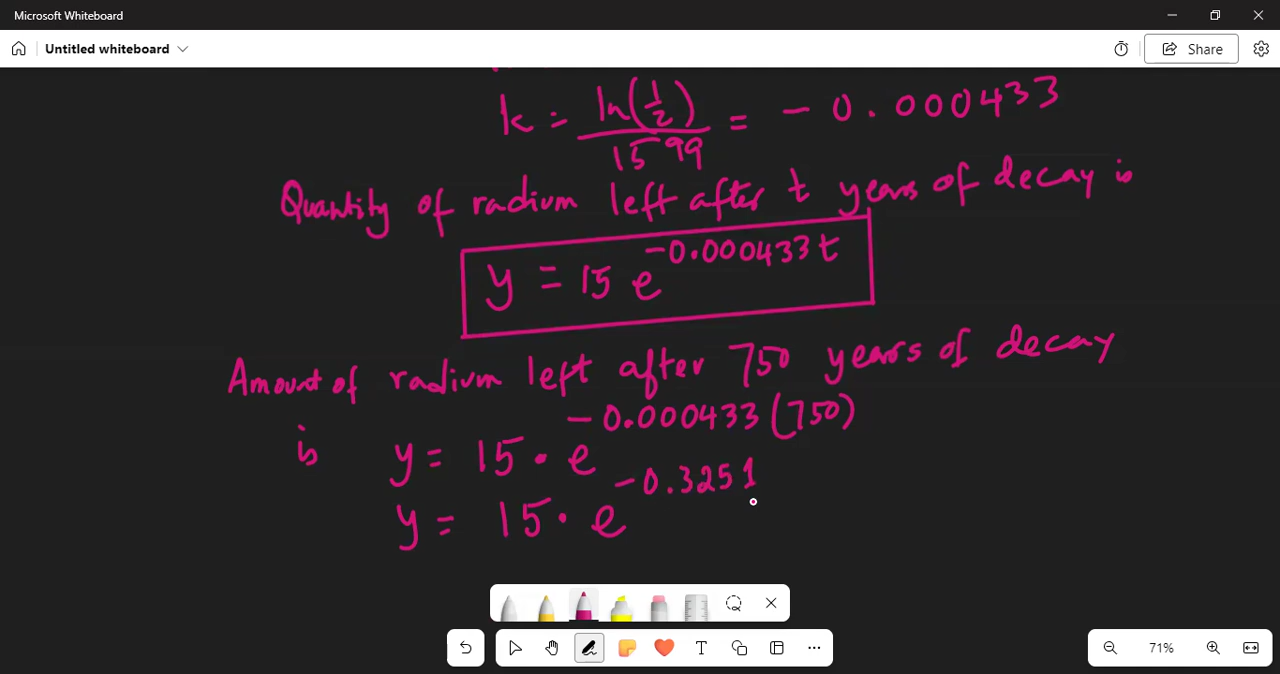 Microsoft Whiteboard
Untitled whiteboard
Share
k = ln(1/2)/1599 = - 0.000433
Quantity of radium left after t years of decay is
y = 15 e^-0.000433t
Amount of radium left after 750 years of decay
is y = 15 · e^-0.000433(750)
y = 15 · e^-0.3251
71%